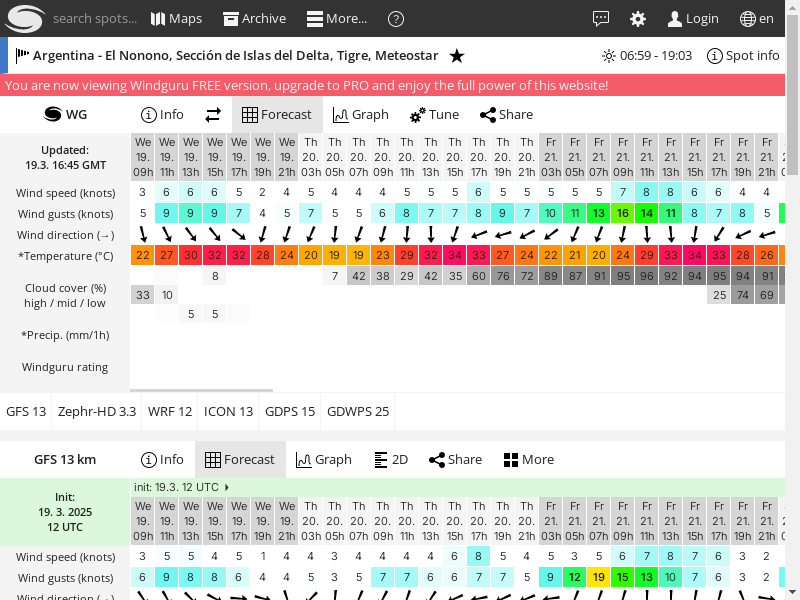 search spots... Maps Archive More... ? Login en
Argentina - El Nonono, Sección de Islas del Delta, Tigre, Meteostar ★ 06:59 - 19:03 Spot info
You are now viewing Windguru FREE version, upgrade to PRO and enjoy the full power of this website!
WG Info Forecast Graph Tune Share
Updated:
19.3. 16:45 GMT
We We We We We We We Th Th Th Th Th Th Th Th Th Th Fr Fr Fr Fr Fr Fr Fr Fr Fr Fr
19. 19. 19. 19. 19. 19. 19. 20. 20. 20. 20. 20. 20. 20. 20. 20. 20. 21. 21. 21. 21. 21. 21. 21. 21. 21. 21.
09h 11h 13h 15h 17h 19h 21h 03h 05h 07h 09h 11h 13h 15h 17h 19h 21h 03h 05h 07h 09h 11h 13h 15h 17h 19h 21h
Wind speed (knots) 3 6 6 6 5 2 4 5 4 4 4 5 5 5 6 5 5 5 5 5 7 8 8 6 6 4 4
Wind gusts (knots) 5 9 9 9 7 4 5 7 5 5 6 8 7 7 8 9 7 10 11 13 16 14 11 8 7 8 5
Wind direction (→)
*Temperature (°C) 22 27 30 32 32 28 24 20 19 19 23 29 32 34 33 27 24 22 21 20 24 29 33 34 33 28 26
Cloud cover (%)
high / mid / low
8 7 42 38 29 42 35 60 76 72 89 87 91 95 96 92 94 95 94 91
33 10 25 74 69
5 5
*Precip. (mm/1h)
Windguru rating
GFS 13 Zephr-HD 3.3 WRF 12 ICON 13 GDPS 15 GDWPS 25
GFS 13 km Info Forecast Graph 2D Share More
init: 19.3. 12 UTC
Init:
19. 3. 2025
12 UTC
We We We We We We We Th Th Th Th Th Th Th Th Th Th Fr Fr Fr Fr Fr Fr Fr Fr Fr Fr
19. 19. 19. 19. 19. 19. 19. 20. 20. 20. 20. 20. 20. 20. 20. 20. 20. 21. 21. 21. 21. 21. 21. 21. 21. 21. 21.
09h 11h 13h 15h 17h 19h 21h 03h 05h 07h 09h 11h 13h 15h 17h 19h 21h 03h 05h 07h 09h 11h 13h 15h 17h 19h 21h
Wind speed (knots) 3 5 5 4 5 1 4 4 3 4 4 4 4 6 8 5 4 5 3 5 6 7 8 7 6 3 2
Wind gusts (knots) 6 9 8 8 6 4 4 5 3 5 7 7 6 6 7 7 5 9 12 19 15 13 10 7 6 3 2
Wind direction (→)